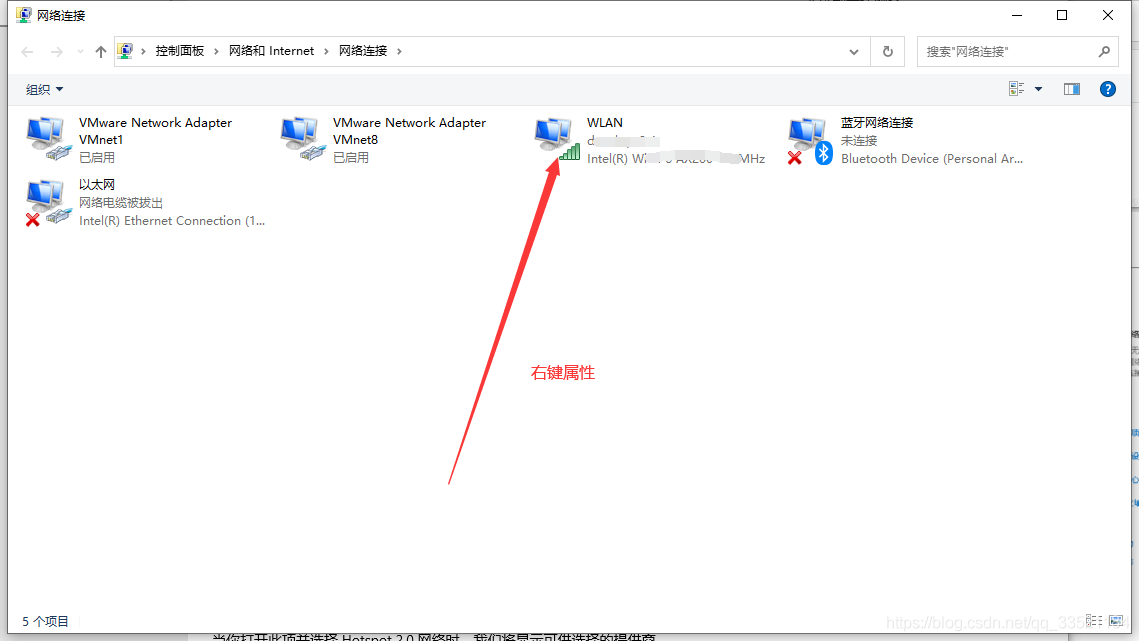 网络连接
控制面板 网络和 Internet 网络连接
搜索"网络连接"
组织
VMware Network Adapter
VMnet1
已启用
VMware Network Adapter
VMnet8
已启用
WLAN
Intel(R) MHz
蓝牙网络连接
未连接
Bluetooth Device (Personal Ar...
以太网
网络电缆被拔出
Intel(R) Ethernet Connection (1...
右键属性
5 个项目
当你打开此项并选择 Hotspot 2.0 网络时，我们将显示可供选择的提供商
https://blog.csdn.net/qq_335